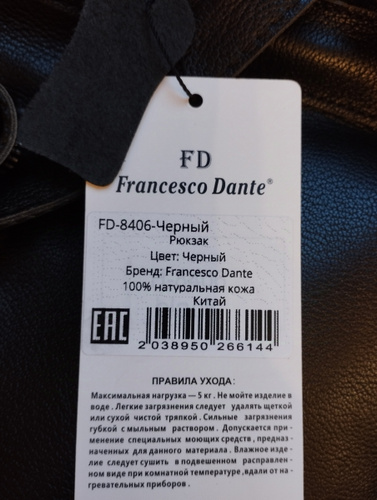 FD
Francesco Dante®
FD-8406-Черный
Рюкзак
Цвет: Черный
Бренд: Francesco Dante
100% натуральная кожа
Китай
EAC
2 038950 266144
ПРАВИЛА УХОДА:
Максимальная нагрузка — 5 кг. Не мойте изделие в
воде. Легкие загрязнения следует удалять щеткой
или сухой чистой тряпкой. Сильные загрязнения
губкой с мыльным раствором. Допускается при-
менение специальных моющих средств, предназ-
наченных для данного материала. Влажное изде-
лие следует сушить в подвешенном расправлен-
ном виде при комнатной температуре, вдали от на-
гревательных приборов.